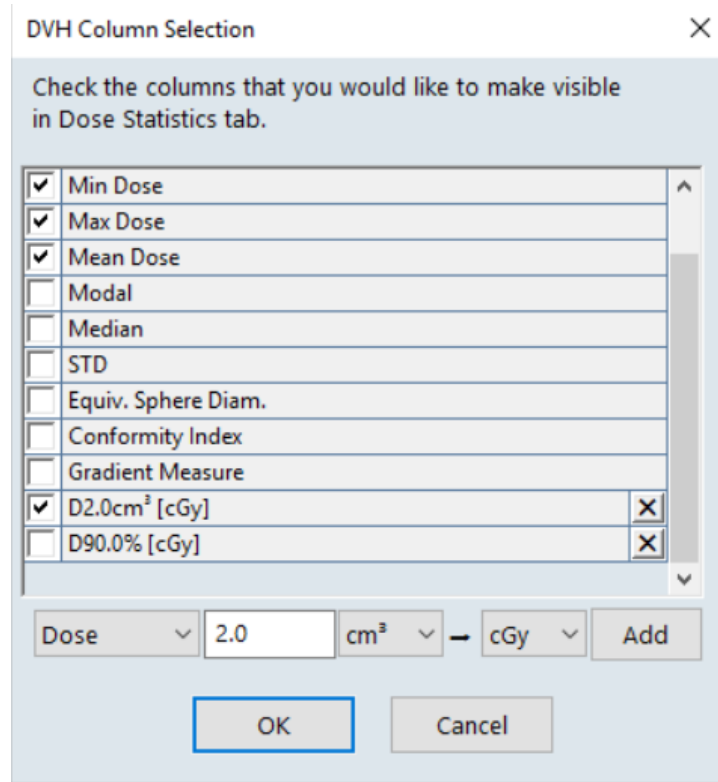 DVH Column Selection
Check the columns that you would like to make visible
in Dose Statistics tab.
Min Dose
Max Dose
Mean Dose
Modal
Median
STD
Equiv. Sphere Diam.
Conformity Index
Gradient Measure
D2.0cm³ [cGy]
D90.0% [cGy]
Dose 2.0 cm³ → cGy Add
OK Cancel